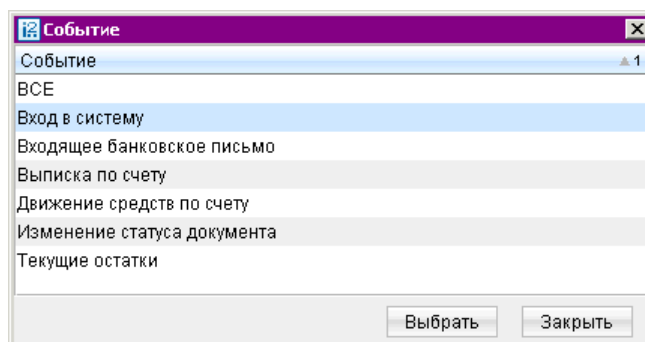 i2 Событие
Событие 1
ВСЕ
Вход в систему
Входящее банковское письмо
Выписка по счету
Движение средств по счету
Изменение статуса документа
Текущие остатки
Выбрать Закрыть